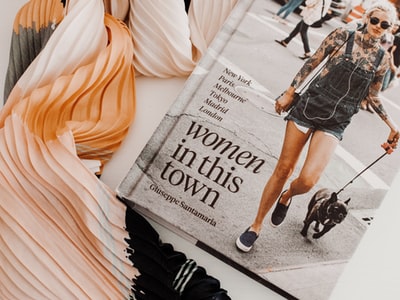 New York
Paris
Melbourne
Tokyo
Madrid
London
women
in this
town
Giuseppe Santamaria